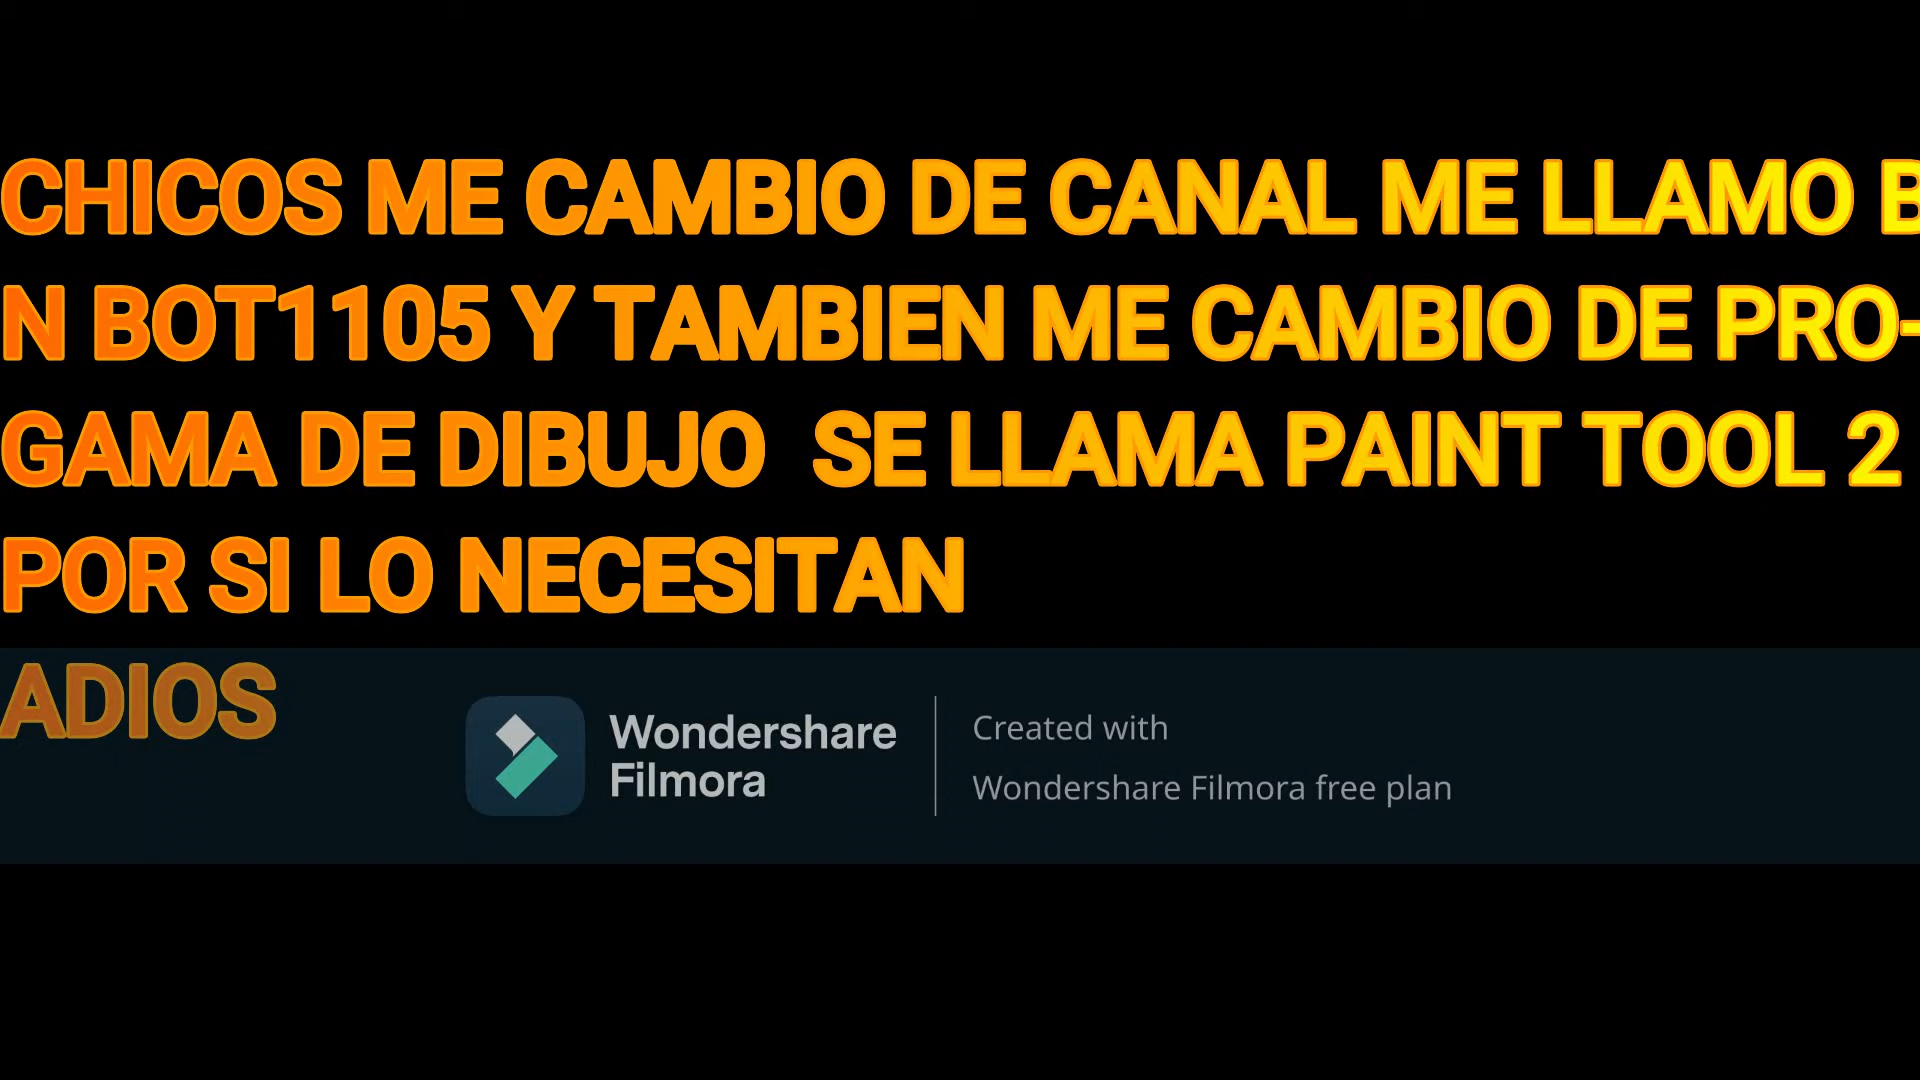 CHICOS ME CAMBIO DE CANAL ME LLAMO B
N BOT1105 Y TAMBIEN ME CAMBIO DE PRO-
GAMA DE DIBUJO  SE LLAMA PAINT TOOL 2
POR SI LO NECESITAN
ADIOS
Wondershare
Filmora
Created with
Wondershare Filmora free plan